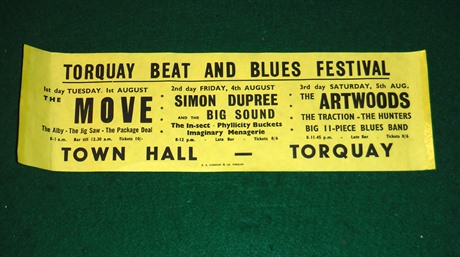 TORQUAY BEAT AND BLUES FESTIVAL
1st day TUESDAY. 1st AUGUST
THE MOVE
The Alby - The Jig Saw - The Package Deal
8-1 a.m. Bar till 12.30 a.m. Tickets 10/-
2nd day FRIDAY, 4th AUGUST
SIMON DUPREE
AND THE BIG SOUND
The In-sect - Phyllicity Buckets
Imaginary Menagerie
8-12 p.m. - Late Bar - Tickets 8/6
3rd day SATURDAY, 5th AUG.
THE ARTWOODS
THE TRACTION - THE HUNTERS
BIG 11-PIECE BLUES BAND
8-11.45 p.m. Late Bar Tickets 8/6
TOWN HALL — TORQUAY